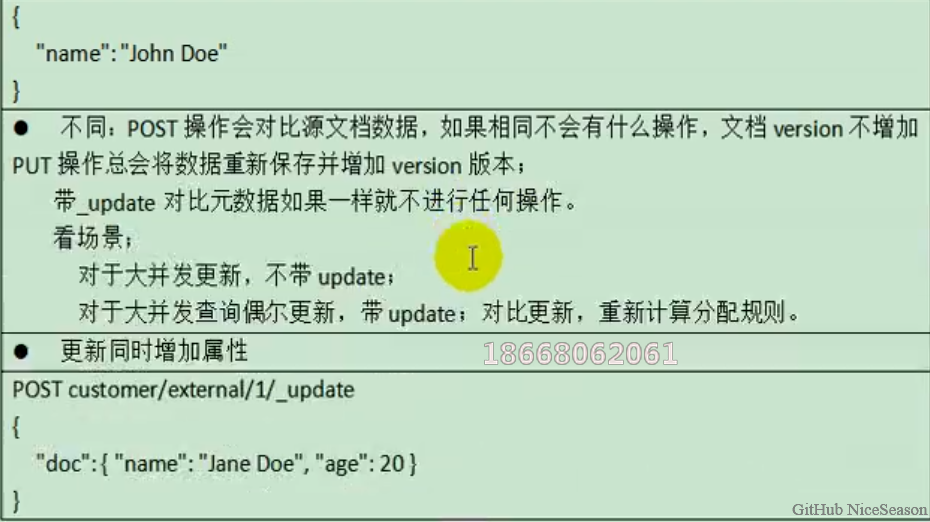 {
"name": "John Doe"
}
● 不同：POST 操作会对比源文档数据，如果相同不会有什么操作，文档 version 不增加
PUT 操作总会将数据重新保存并增加 version 版本；
带_update 对比元数据如果一样就不进行任何操作。
看场景；
对于大并发更新，不带 update；
对于大并发查询偶尔更新，带 update；对比更新，重新计算分配规则。
● 更新同时增加属性
18668062061
POST customer/external/1/_update
{
"doc": { "name": "Jane Doe", "age": 20 }
}
GitHub NiceSeason